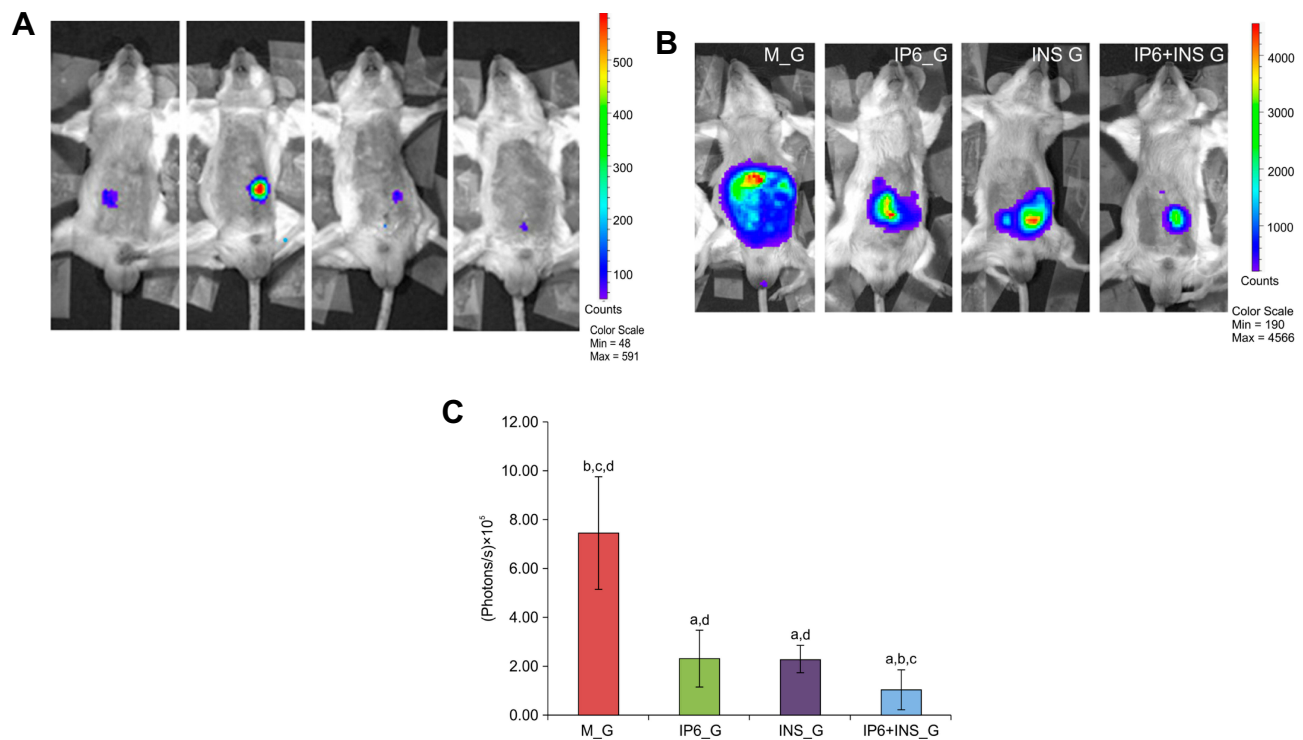 A
500
400
300
200
100
Counts
Color Scale
Min = 48
Max = 591
B
M_G
IP6_G
INS G
IP6+INS G
4000
3000
2000
1000
Counts
Color Scale
Min = 190
Max = 4566
C
(Photons/s)×10⁵
12.00
10.00
8.00
6.00
4.00
2.00
0.00
b,c,d
a,d
a,d
a,b,c
M_G
IP6_G
INS_G
IP6+INS_G